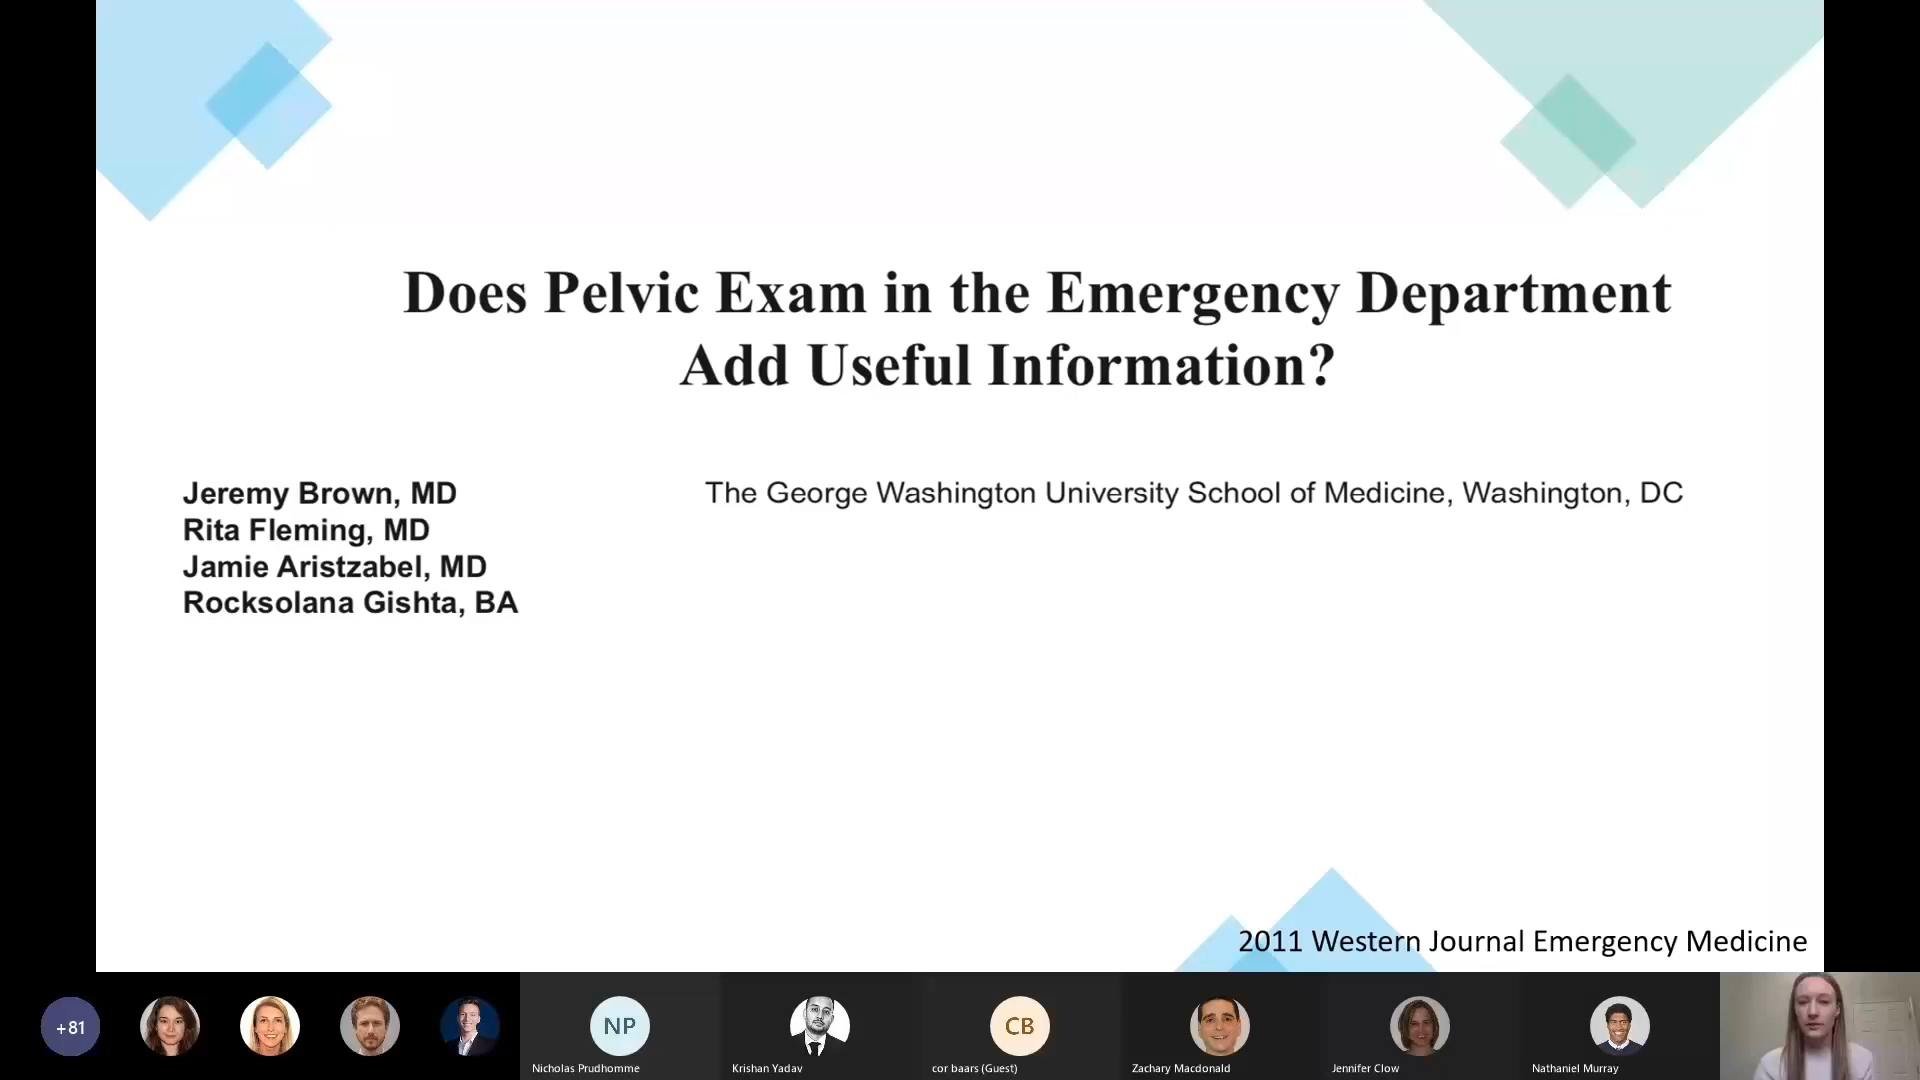 Does Pelvic Exam in the Emergency Department
Add Useful Information?
Jeremy Brown, MD
Rita Fleming, MD
Jamie Aristzabel, MD
Rocksolana Gishta, BA
The George Washington University School of Medicine, Washington, DC
2011 Western Journal Emergency Medicine
+81
NP
CB
Nicholas Prudhomme
Krishan Yadav
cor baars (Guest)
Zachary Macdonald
Jennifer Clow
Nathaniel Murray